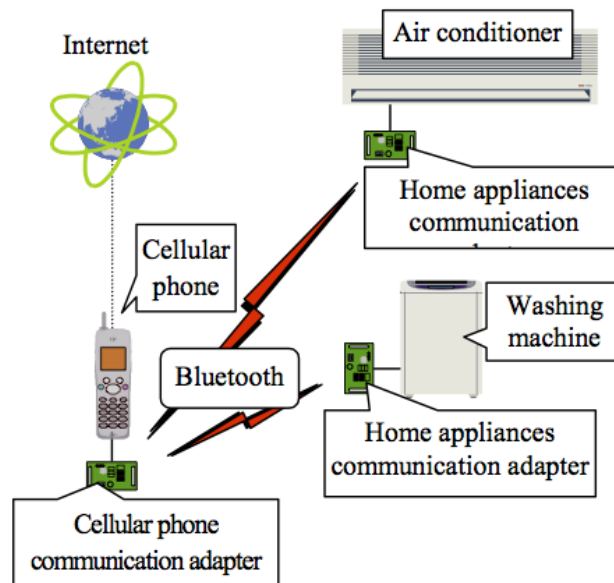 Internet
Air conditioner
Home appliances
communication
Cellular
phone
Washing
machine
Bluetooth
Home appliances
communication adapter
Cellular phone
communication adapter